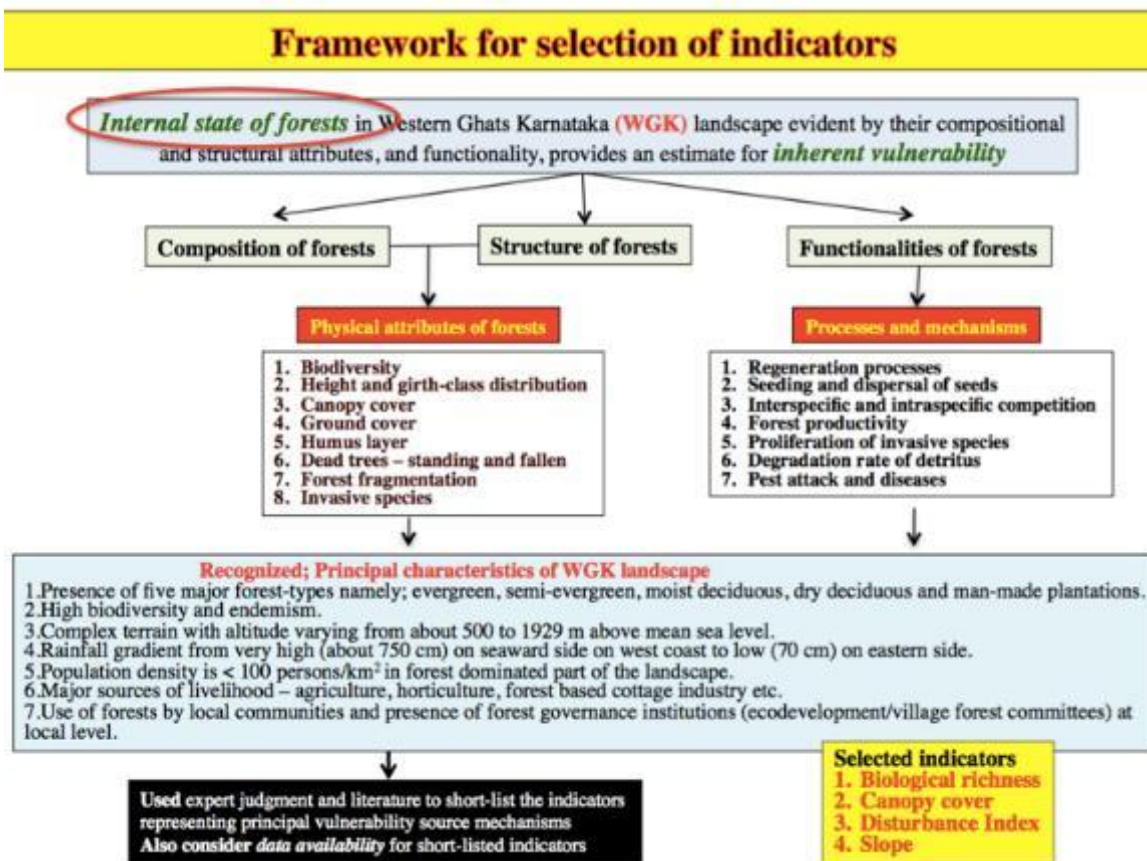 Framework for selection of indicators
Internal state of forests in Western Ghats Karnataka (WGK) landscape evident by their compositional
and structural attributes, and functionality, provides an estimate for inherent vulnerability
Composition of forests
Structure of forests
Functionalities of forests
Physical attributes of forests
1. Biodiversity
2. Height and girth-class distribution
3. Canopy cover
4. Ground cover
5. Humus layer
6. Dead trees – standing and fallen
7. Forest fragmentation
8. Invasive species
Processes and mechanisms
1. Regeneration processes
2. Seeding and dispersal of seeds
3. Interspecific and intraspecific competition
4. Forest productivity
5. Proliferation of invasive species
6. Degradation rate of detritus
7. Pest attack and diseases
Recognized; Principal characteristics of WGK landscape
1.Presence of five major forest-types namely; evergreen, semi-evergreen, moist deciduous, dry deciduous and man-made plantations.
2.High biodiversity and endemism.
3.Complex terrain with altitude varying from about 500 to 1929 m above mean sea level.
4.Rainfall gradient from very high (about 750 cm) on seaward side on west coast to low (70 cm) on eastern side.
5.Population density is < 100 persons/km² in forest dominated part of the landscape.
6.Major sources of livelihood – agriculture, horticulture, forest based cottage industry etc.
7.Use of forests by local communities and presence of forest governance institutions (ecodevelopment/village forest committees) at
local level.
Used expert judgment and literature to short-list the indicators
representing principal vulnerability source mechanisms
Also consider data availability for short-listed indicators
Selected indicators
1. Biological richness
2. Canopy cover
3. Disturbance Index
4. Slope